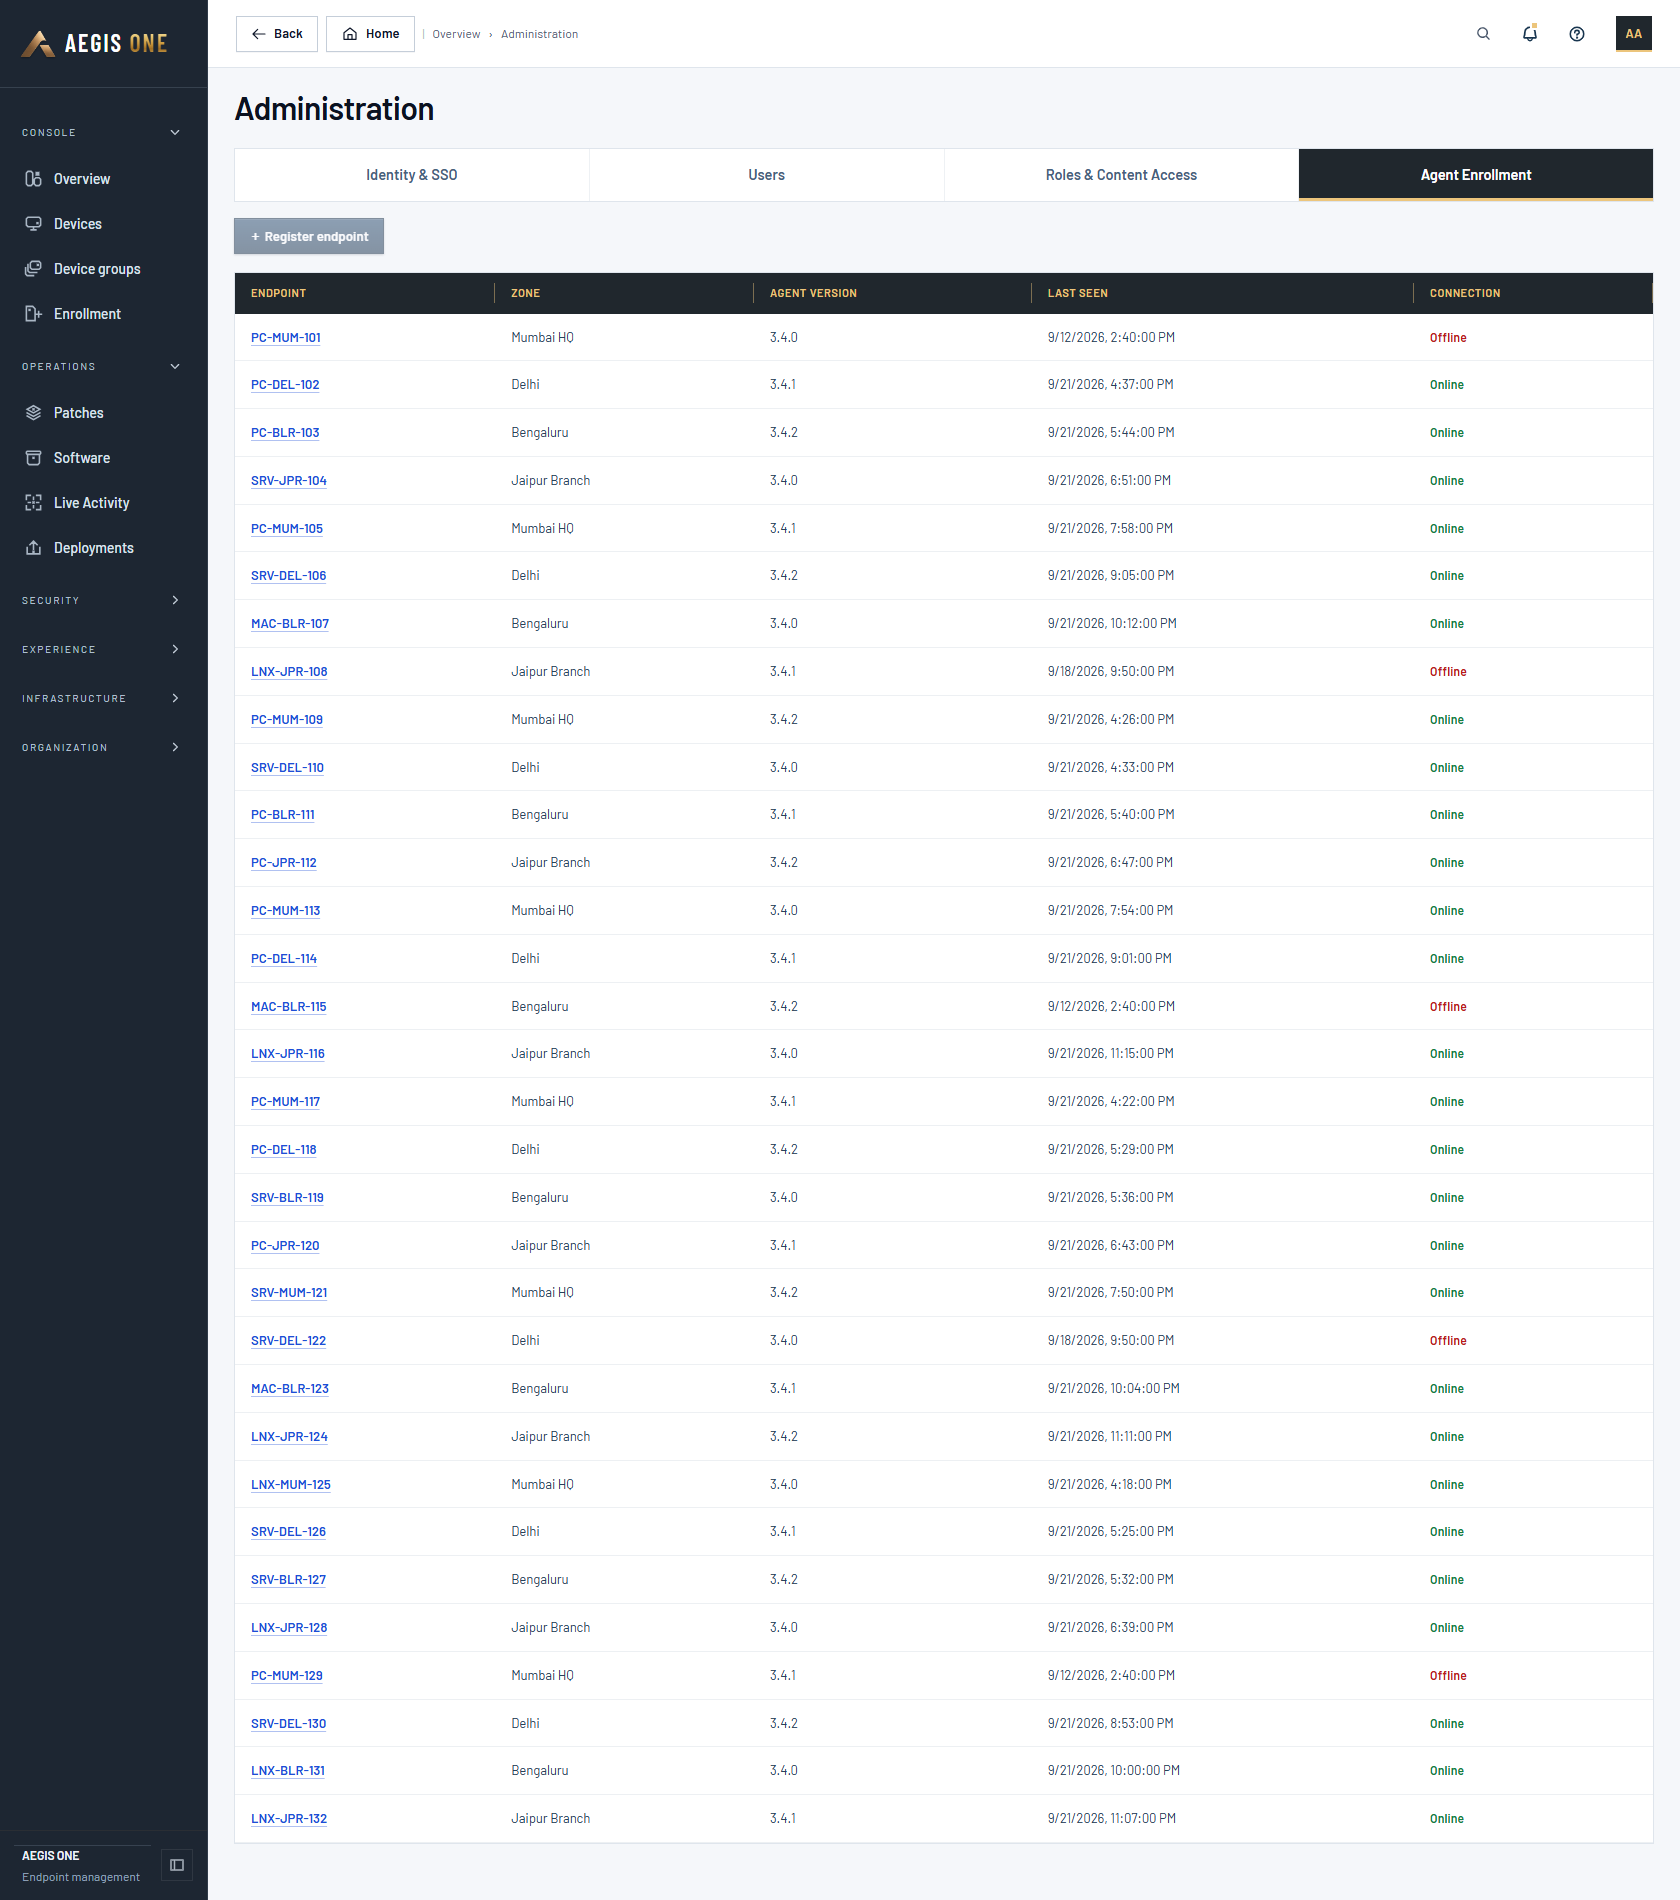 AEGIS ONE
Back
Home
Overview › Administration
AA
CONSOLE
Overview
Devices
Device groups
Enrollment
OPERATIONS
Patches
Software
Live Activity
Deployments
SECURITY
EXPERIENCE
INFRASTRUCTURE
ORGANIZATION
AEGIS ONE
Endpoint management
Administration
Identity & SSO Users Roles & Content Access Agent Enrollment
+ Register endpoint
ENDPOINT ZONE AGENT VERSION LAST SEEN CONNECTION
PC-MUM-101 Mumbai HQ 3.4.0 9/12/2026, 2:40:00 PM Offline
PC-DEL-102 Delhi 3.4.1 9/21/2026, 4:37:00 PM Online
PC-BLR-103 Bengaluru 3.4.2 9/21/2026, 5:44:00 PM Online
SRV-JPR-104 Jaipur Branch 3.4.0 9/21/2026, 6:51:00 PM Online
PC-MUM-105 Mumbai HQ 3.4.1 9/21/2026, 7:58:00 PM Online
SRV-DEL-106 Delhi 3.4.2 9/21/2026, 9:05:00 PM Online
MAC-BLR-107 Bengaluru 3.4.0 9/21/2026, 10:12:00 PM Online
LNX-JPR-108 Jaipur Branch 3.4.1 9/18/2026, 9:50:00 PM Offline
PC-MUM-109 Mumbai HQ 3.4.2 9/21/2026, 4:26:00 PM Online
SRV-DEL-110 Delhi 3.4.0 9/21/2026, 4:33:00 PM Online
PC-BLR-111 Bengaluru 3.4.1 9/21/2026, 5:40:00 PM Online
PC-JPR-112 Jaipur Branch 3.4.2 9/21/2026, 6:47:00 PM Online
PC-MUM-113 Mumbai HQ 3.4.0 9/21/2026, 7:54:00 PM Online
PC-DEL-114 Delhi 3.4.1 9/21/2026, 9:01:00 PM Online
MAC-BLR-115 Bengaluru 3.4.2 9/12/2026, 2:40:00 PM Offline
LNX-JPR-116 Jaipur Branch 3.4.0 9/21/2026, 11:15:00 PM Online
PC-MUM-117 Mumbai HQ 3.4.1 9/21/2026, 4:22:00 PM Online
PC-DEL-118 Delhi 3.4.2 9/21/2026, 5:29:00 PM Online
SRV-BLR-119 Bengaluru 3.4.0 9/21/2026, 5:36:00 PM Online
PC-JPR-120 Jaipur Branch 3.4.1 9/21/2026, 6:43:00 PM Online
SRV-MUM-121 Mumbai HQ 3.4.2 9/21/2026, 7:50:00 PM Online
SRV-DEL-122 Delhi 3.4.0 9/18/2026, 9:50:00 PM Offline
MAC-BLR-123 Bengaluru 3.4.1 9/21/2026, 10:04:00 PM Online
LNX-JPR-124 Jaipur Branch 3.4.2 9/21/2026, 11:11:00 PM Online
LNX-MUM-125 Mumbai HQ 3.4.0 9/21/2026, 4:18:00 PM Online
SRV-DEL-126 Delhi 3.4.1 9/21/2026, 5:25:00 PM Online
SRV-BLR-127 Bengaluru 3.4.2 9/21/2026, 5:32:00 PM Online
LNX-JPR-128 Jaipur Branch 3.4.0 9/21/2026, 6:39:00 PM Online
PC-MUM-129 Mumbai HQ 3.4.1 9/12/2026, 2:40:00 PM Offline
SRV-DEL-130 Delhi 3.4.2 9/21/2026, 8:53:00 PM Online
LNX-BLR-131 Bengaluru 3.4.0 9/21/2026, 10:00:00 PM Online
LNX-JPR-132 Jaipur Branch 3.4.1 9/21/2026, 11:07:00 PM Online